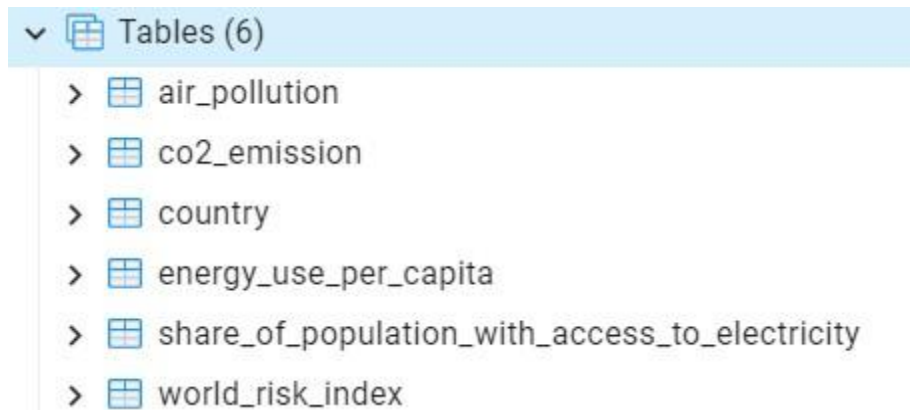 Tables (6)
air_pollution
co2_emission
country
energy_use_per_capita
share_of_population_with_access_to_electricity
world_risk_index